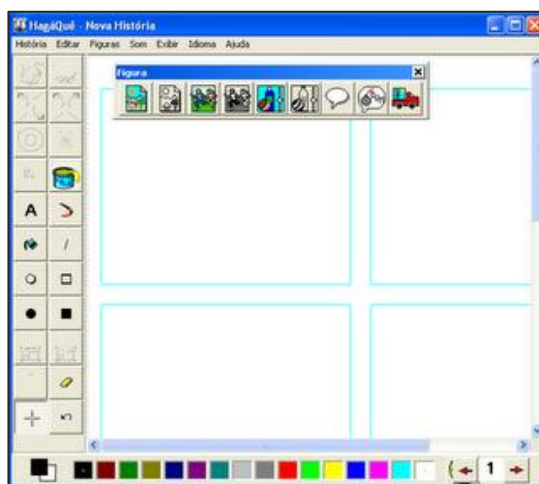 HagáQuê - Nova História
História Editar Figuras Som Exibir Idioma Ajuda
Figura
A
1